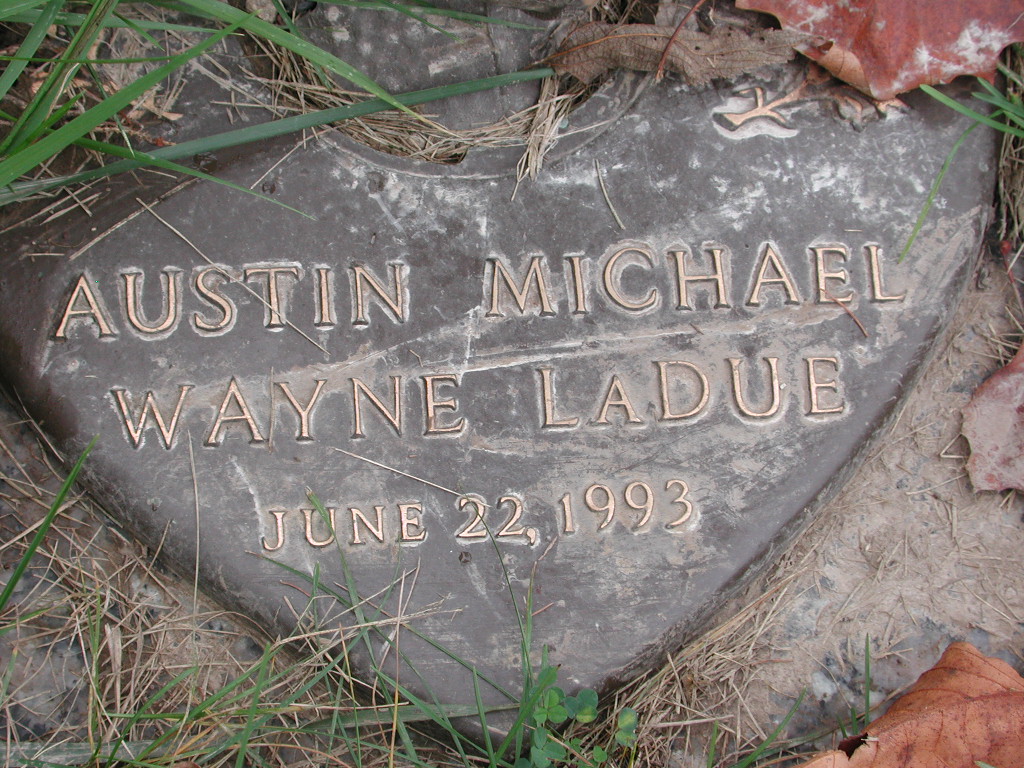 AUSTIN MICHAEL
WAYNE LADUE
JUNE 22, 1993